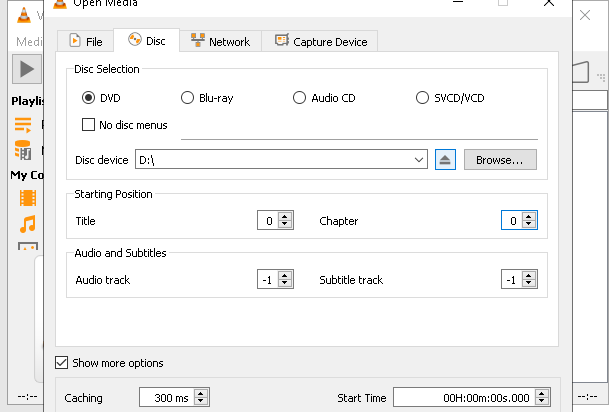 Open Media
Medi
File Disc Network Capture Device
Disc Selection
DVD Blu-ray Audio CD SVCD/VCD
No disc menus
Disc device D:\ Browse...
Playlis
My Co
Starting Position
Title 0 Chapter 0
Audio and Subtitles
Audio track -1 Subtitle track -1
Show more options
Caching 300 ms Start Time 00H:00m:00s.000
--:-- --:--